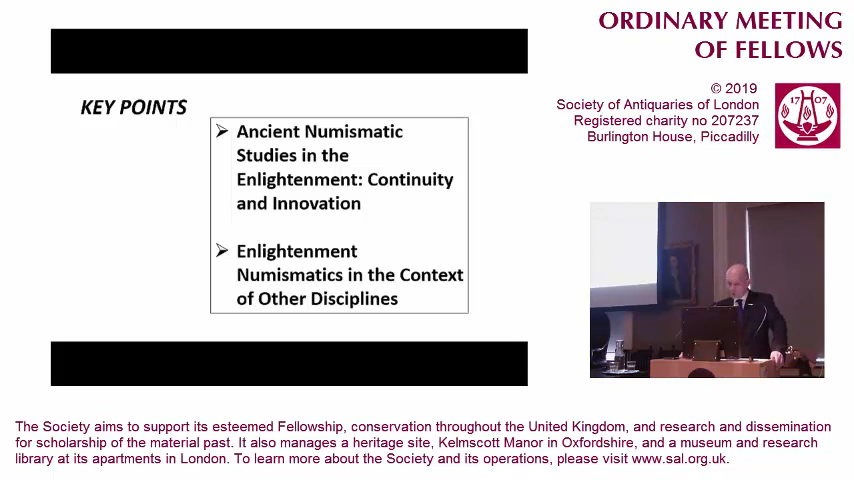 ORDINARY MEETING
OF FELLOWS
© 2019
Society of Antiquaries of London
Registered charity no 207237
Burlington House, Piccadilly
17 07
KEY POINTS
Ancient Numismatic
Studies in the
Enlightenment: Continuity
and Innovation
Enlightenment
Numismatics in the Context
of Other Disciplines
The Society aims to support its esteemed Fellowship, conservation throughout the United Kingdom, and research and dissemination
for scholarship of the material past. It also manages a heritage site, Kelmscott Manor in Oxfordshire, and a museum and research
library at its apartments in London. To learn more about the Society and its operations, please visit www.sal.org.uk.